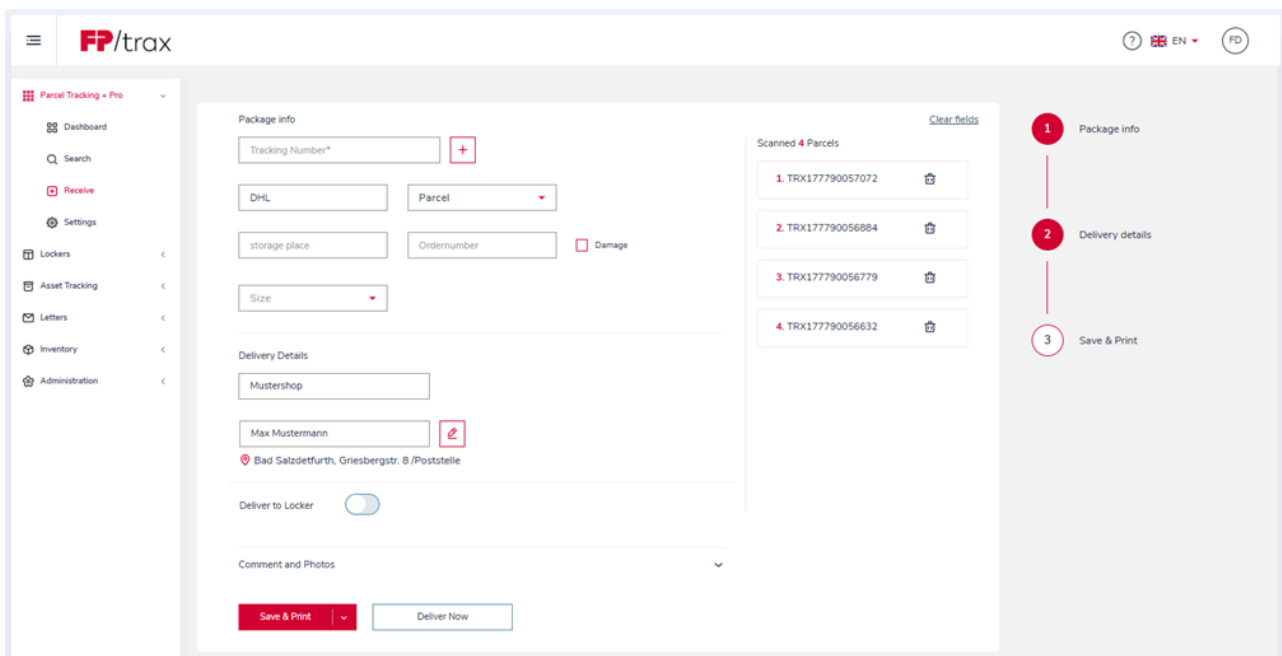 FP/trax
EN
FD
Parcel Tracking + Pro
Dashboard
Search
Receive
Settings
Lockers
Asset Tracking
Letters
Inventory
Administration
Package info
Clear fields
Tracking Number*
DHL
Parcel
storage place
Ordernumber
Damage
Size
Scanned 4 Parcels
1. TRX177790057072
2. TRX177790056884
3. TRX177790056779
4. TRX177790056632
Delivery Details
Mustershop
Max Mustermann
Bad Salzdetfurth, Griesbergstr. 8 /Poststelle
Deliver to Locker
Comment and Photos
Save & Print
Deliver Now
1 Package info
2 Delivery details
3 Save & Print